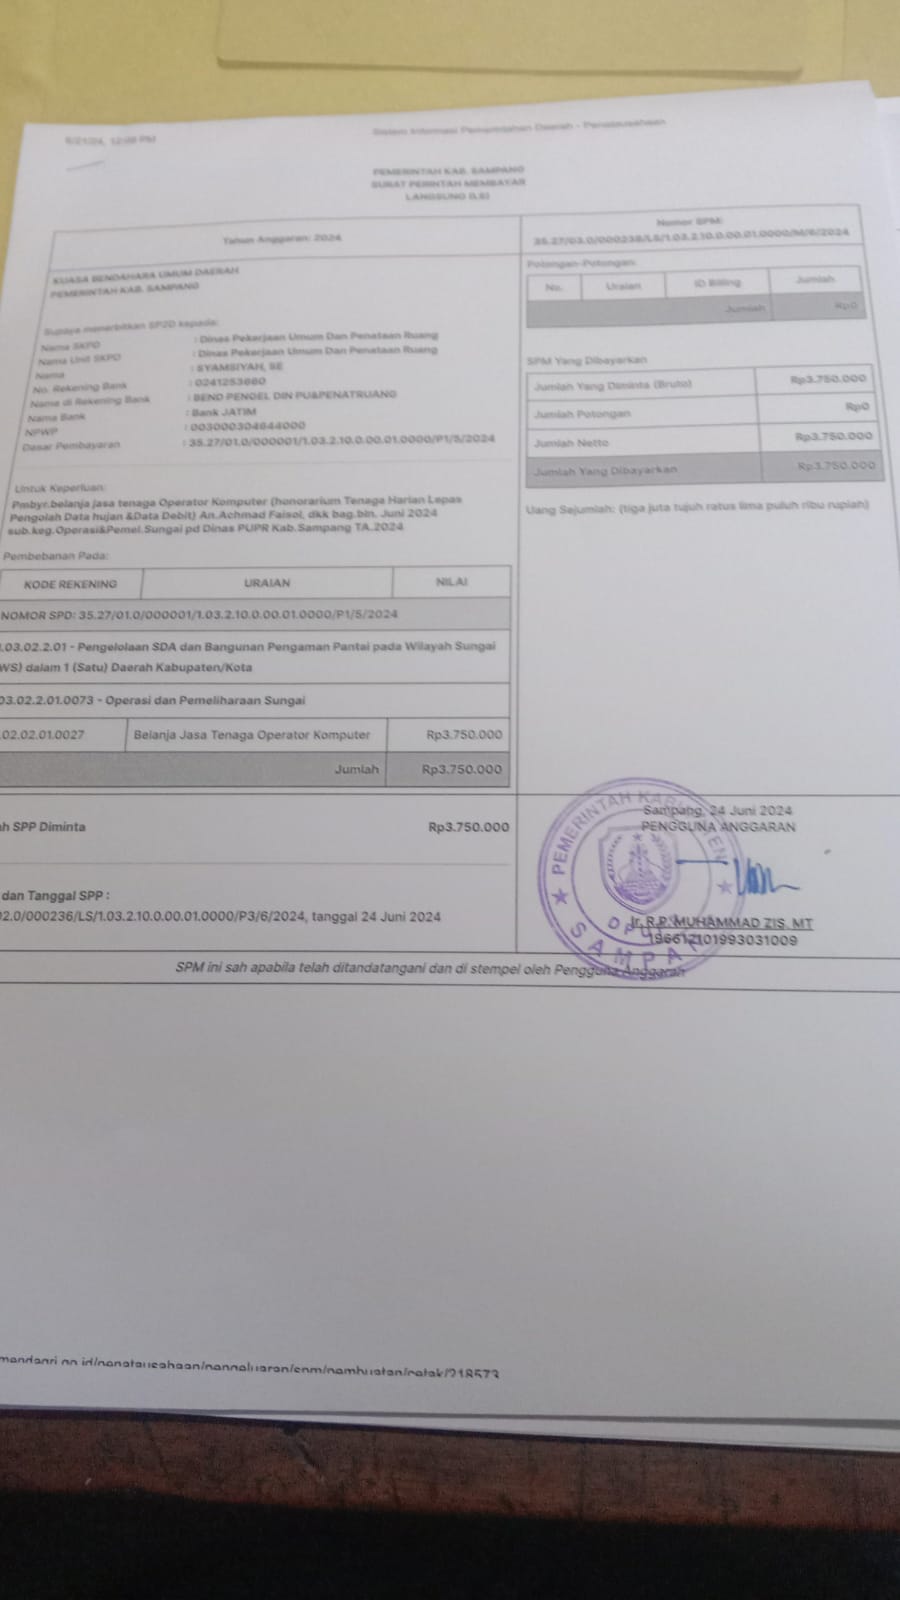 6/21/24, 12:08 PM
Sistem Informasi Pemerintahan Daerah - Penatausahaan
PEMERINTAH KAB. SAMPANG
SURAT PERINTAH MEMBAYAR
LANGSUNG (LS)
Tahun Anggaran: 2024
Nomor SPM:
35.27/03.0/000238/LS/1.03.2.10.0.00.01.0000/M/6/2024
KUASA BENDAHARA UMUM DAERAH
PEMERINTAH KAB. SAMPANG
Supaya menerbitkan SP2D kepada:
Nama SKPD : Dinas Pekerjaan Umum Dan Penataan Ruang
Nama Unit SKPD : Dinas Pekerjaan Umum Dan Penataan Ruang
Nama : SYAMSIYAH, SE
No. Rekening Bank : 0241253660
Nama di Rekening Bank : BEND PENGEL DIN PU&PENATRUANG
Nama Bank : Bank JATIM
NPWP : 003000304644000
Dasar Pembayaran : 35.27/01.0/000001/1.03.2.10.0.00.01.0000/P1/5/2024
Potongan-Potongan:
No. Uraian ID Billing Jumlah
Jumlah Rp0
SPM Yang Dibayarkan
Jumlah Yang Diminta (Bruto) Rp3.750.000
Jumlah Potongan Rp0
Jumlah Netto Rp3.750.000
Jumlah Yang Dibayarkan Rp3.750.000
Uang Sejumlah: (tiga juta tujuh ratus lima puluh ribu rupiah)
Untuk Keperluan:
Pmbyr.belanja jasa tenaga Operator Komputer (honorarium Tenaga Harian Lepas
Pengolah Data hujan &Data Debit) An.Achmad Faisol, dkk bag.bln. Juni 2024
sub.keg.Operasi&Pemel.Sungai pd Dinas PUPR Kab.Sampang TA.2024
Pembebanan Pada:
KODE REKENING URAIAN NILAI
NOMOR SPD: 35.27/01.0/000001/1.03.2.10.0.00.01.0000/P1/5/2024
.03.02.2.01 - Pengelolaan SDA dan Bangunan Pengaman Pantai pada Wilayah Sungai
WS) dalam 1 (Satu) Daerah Kabupaten/Kota
03.02.2.01.0073 - Operasi dan Pemeliharaan Sungai
.02.02.01.0027 Belanja Jasa Tenaga Operator Komputer Rp3.750.000
Jumlah Rp3.750.000
h SPP Diminta Rp3.750.000
dan Tanggal SPP :
02.0/000236/LS/1.03.2.10.0.00.01.0000/P3/6/2024, tanggal 24 Juni 2024
Sampang, 24 Juni 2024
PENGGUNA ANGGARAN
PEMERINTAH KABUPATEN
DPUPR
SAMPANG
Ir. R.P. MUHAMMAD ZIS. MT
196612101993031009
SPM ini sah apabila telah ditandatangani dan di stempel oleh Pengguna Anggaran
mendagri.go.id/penatausahaan/pengeluaran/spm/pembuatan/cetak/218573